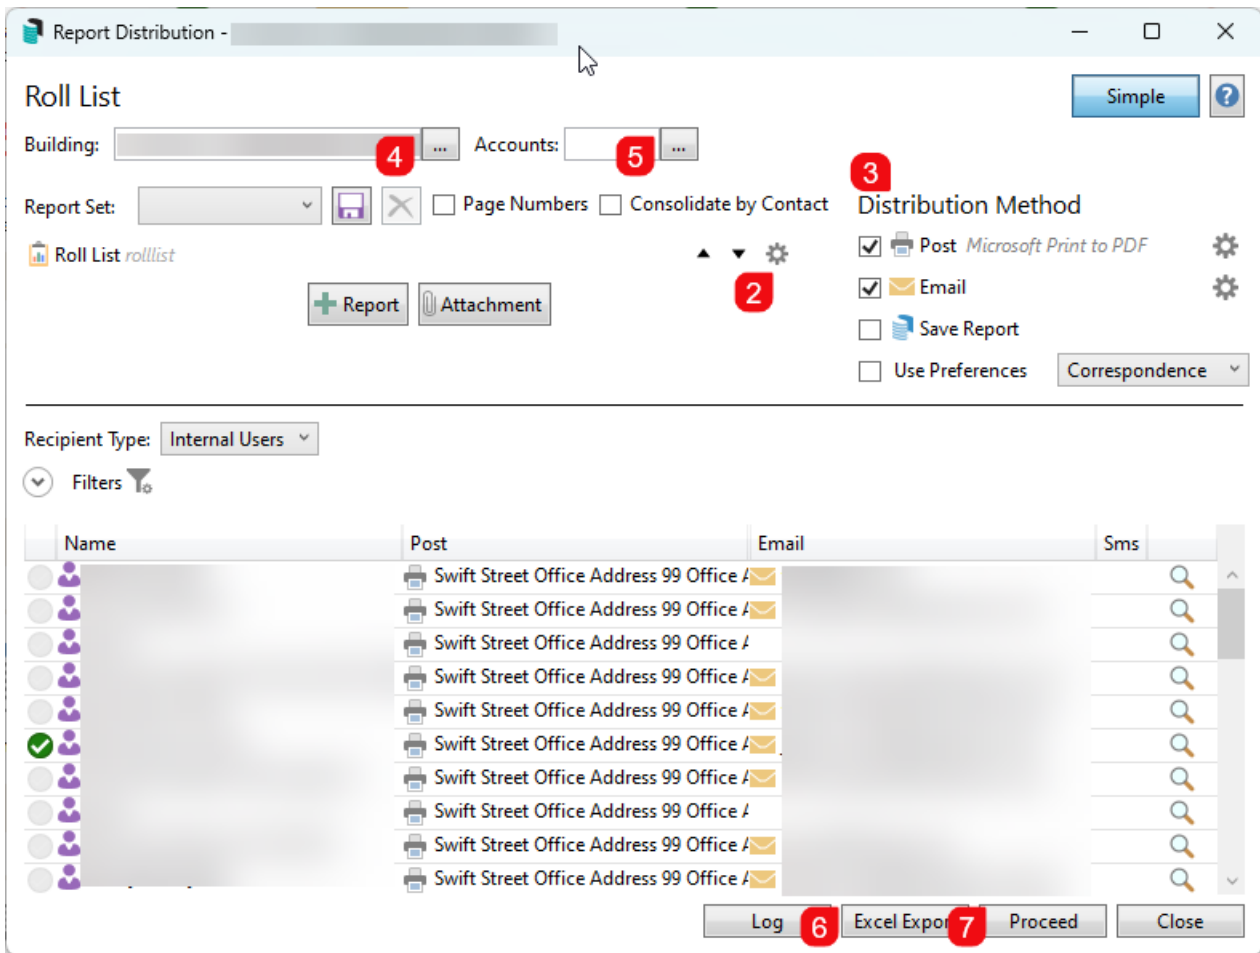 Report Distribution -
Roll List
Simple
?
Building:
4
...
Accounts:
5
...
3
Report Set:
Page Numbers
Consolidate by Contact
Distribution Method
Roll List rolllist
Post Microsoft Print to PDF
2
Email
Report
Attachment
Save Report
Use Preferences
Correspondence
Recipient Type:
Internal Users
Filters
Name Post Email Sms
Swift Street Office Address 99 Office A
Swift Street Office Address 99 Office A
Swift Street Office Address 99 Office A
Swift Street Office Address 99 Office A
Swift Street Office Address 99 Office A
Swift Street Office Address 99 Office A
Swift Street Office Address 99 Office A
Swift Street Office Address 99 Office A
Swift Street Office Address 99 Office A
Swift Street Office Address 99 Office A
Log
6
Excel Expor
7
Proceed
Close